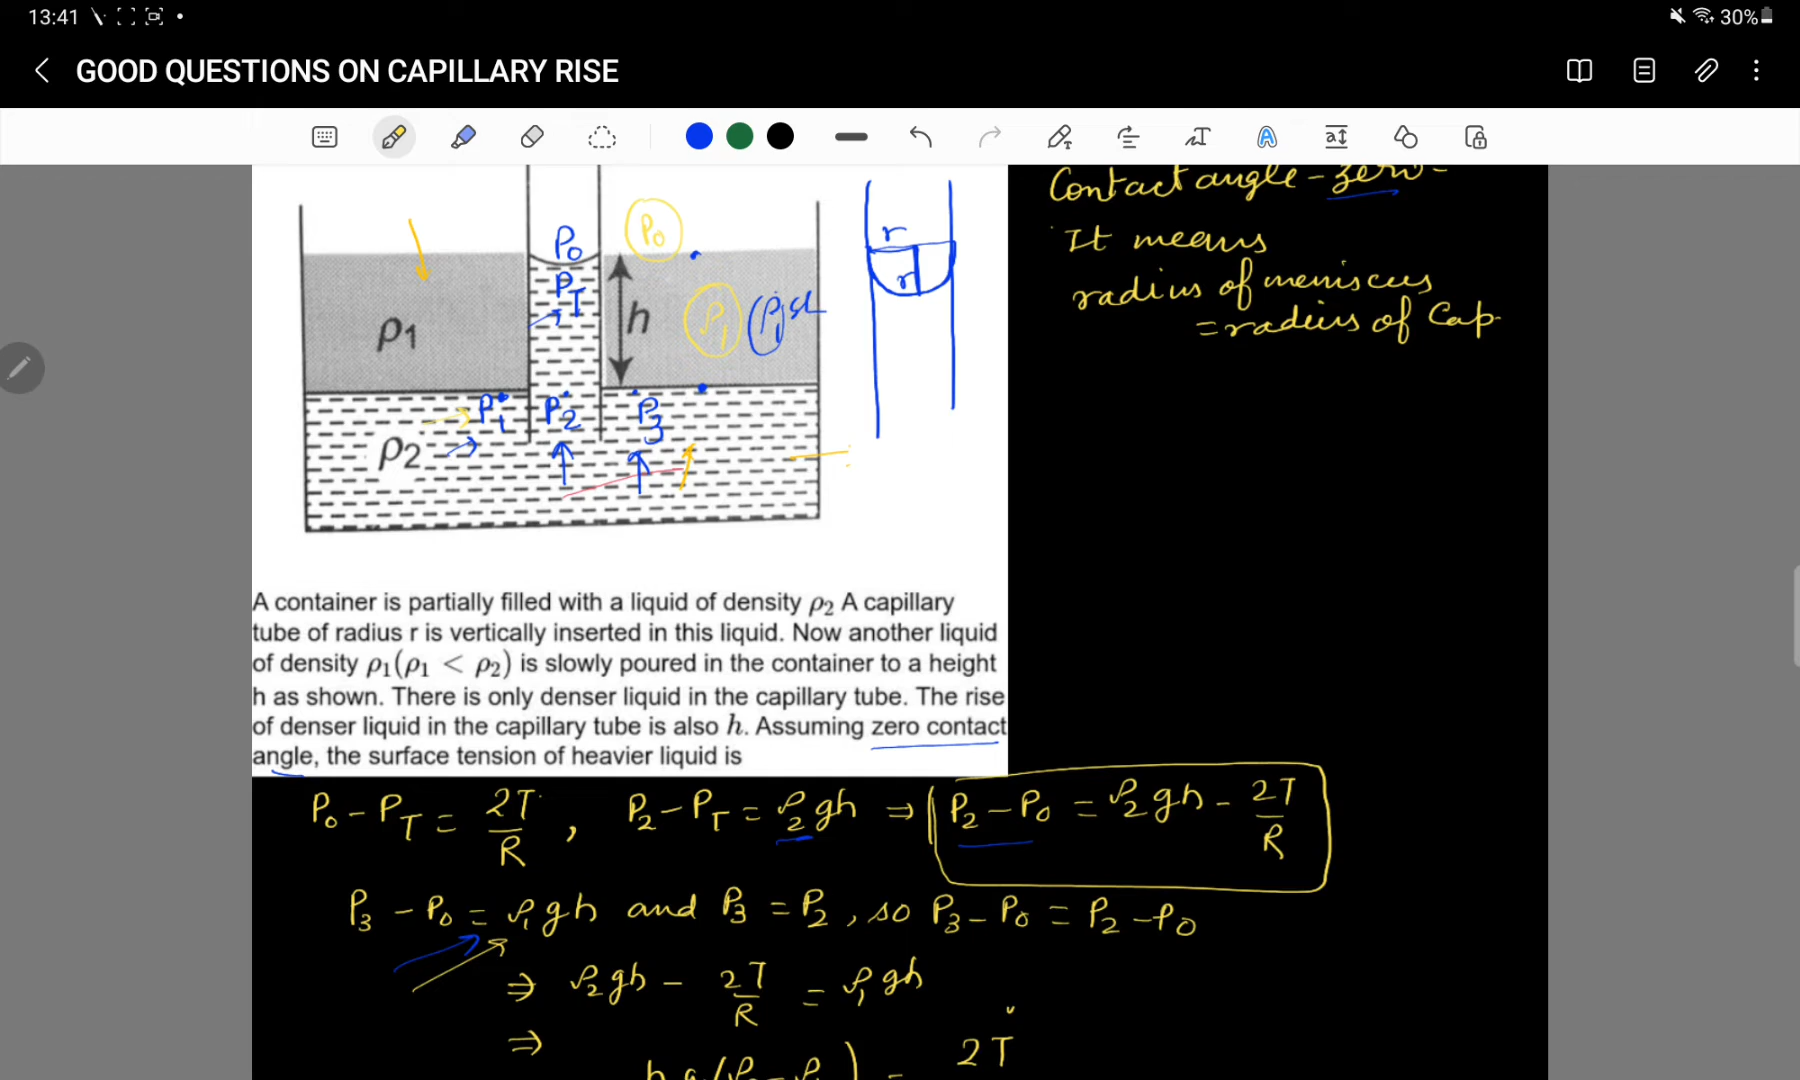 13:41
30%
GOOD QUESTIONS ON CAPILLARY RISE
Contact angle - zero -
It means
radius of meniscus
= radius of Cap
P₀
P₀
P_T
h
ρ₁
ρ₁
ρ₁gh
r
r
P₁
P₂
P₃
ρ2
A container is partially filled with a liquid of density ρ2 A capillary
tube of radius r is vertically inserted in this liquid. Now another liquid
of density ρ1(ρ1 < ρ2) is slowly poured in the container to a height
h as shown. There is only denser liquid in the capillary tube. The rise
of denser liquid in the capillary tube is also h. Assuming zero contact
angle, the surface tension of heavier liquid is
P₀ - P_T = 2T/R , P₂ - P_T = ρ₂gh ⇒ P₂ - P₀ = ρ₂gh - 2T/R
P₃ - P₀ = ρ₁gh and P₃ = P₂, so P₃ - P₀ = P₂ - P₀
⇒ ρ₂gh - 2T/R = ρ₁gh
⇒
2T